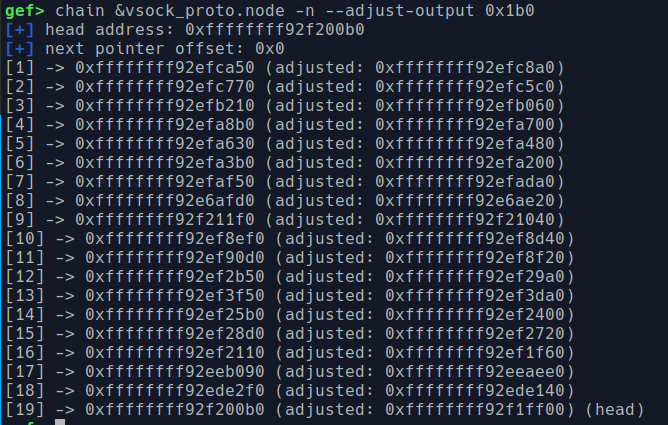 gef> chain &vsock_proto.node -n --adjust-output 0x1b0
[+] head address: 0xffffffff92f200b0
[+] next pointer offset: 0x0
[1] -> 0xffffffff92efca50 (adjusted: 0xffffffff92efc8a0)
[2] -> 0xffffffff92efc770 (adjusted: 0xffffffff92efc5c0)
[3] -> 0xffffffff92efb210 (adjusted: 0xffffffff92efb060)
[4] -> 0xffffffff92efa8b0 (adjusted: 0xffffffff92efa700)
[5] -> 0xffffffff92efa630 (adjusted: 0xffffffff92efa480)
[6] -> 0xffffffff92efa3b0 (adjusted: 0xffffffff92efa200)
[7] -> 0xffffffff92efaf50 (adjusted: 0xffffffff92efada0)
[8] -> 0xffffffff92e6afd0 (adjusted: 0xffffffff92e6ae20)
[9] -> 0xffffffff92f211f0 (adjusted: 0xffffffff92f21040)
[10] -> 0xffffffff92ef8ef0 (adjusted: 0xffffffff92ef8d40)
[11] -> 0xffffffff92ef90d0 (adjusted: 0xffffffff92ef8f20)
[12] -> 0xffffffff92ef2b50 (adjusted: 0xffffffff92ef29a0)
[13] -> 0xffffffff92ef3f50 (adjusted: 0xffffffff92ef3da0)
[14] -> 0xffffffff92ef25b0 (adjusted: 0xffffffff92ef2400)
[15] -> 0xffffffff92ef28d0 (adjusted: 0xffffffff92ef2720)
[16] -> 0xffffffff92ef2110 (adjusted: 0xffffffff92ef1f60)
[17] -> 0xffffffff92eeb090 (adjusted: 0xffffffff92eeaee0)
[18] -> 0xffffffff92ede2f0 (adjusted: 0xffffffff92ede140)
[19] -> 0xffffffff92f200b0 (adjusted: 0xffffffff92f1ff00) (head)
gef>